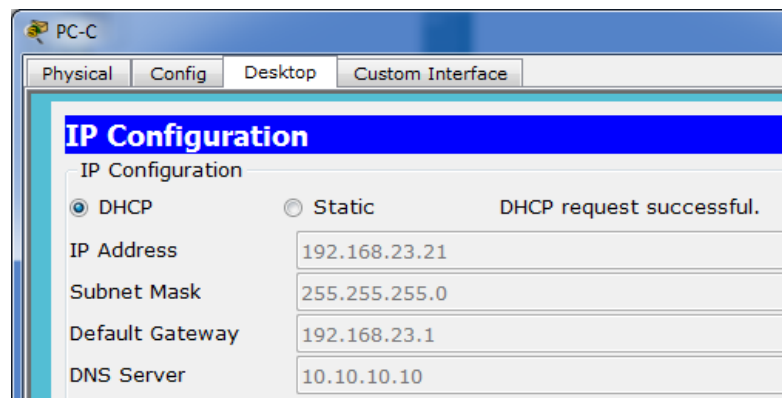 PC-C
Physical Config Desktop Custom Interface
IP Configuration
IP Configuration
DHCP Static DHCP request successful.
IP Address 192.168.23.21
Subnet Mask 255.255.255.0
Default Gateway 192.168.23.1
DNS Server 10.10.10.10